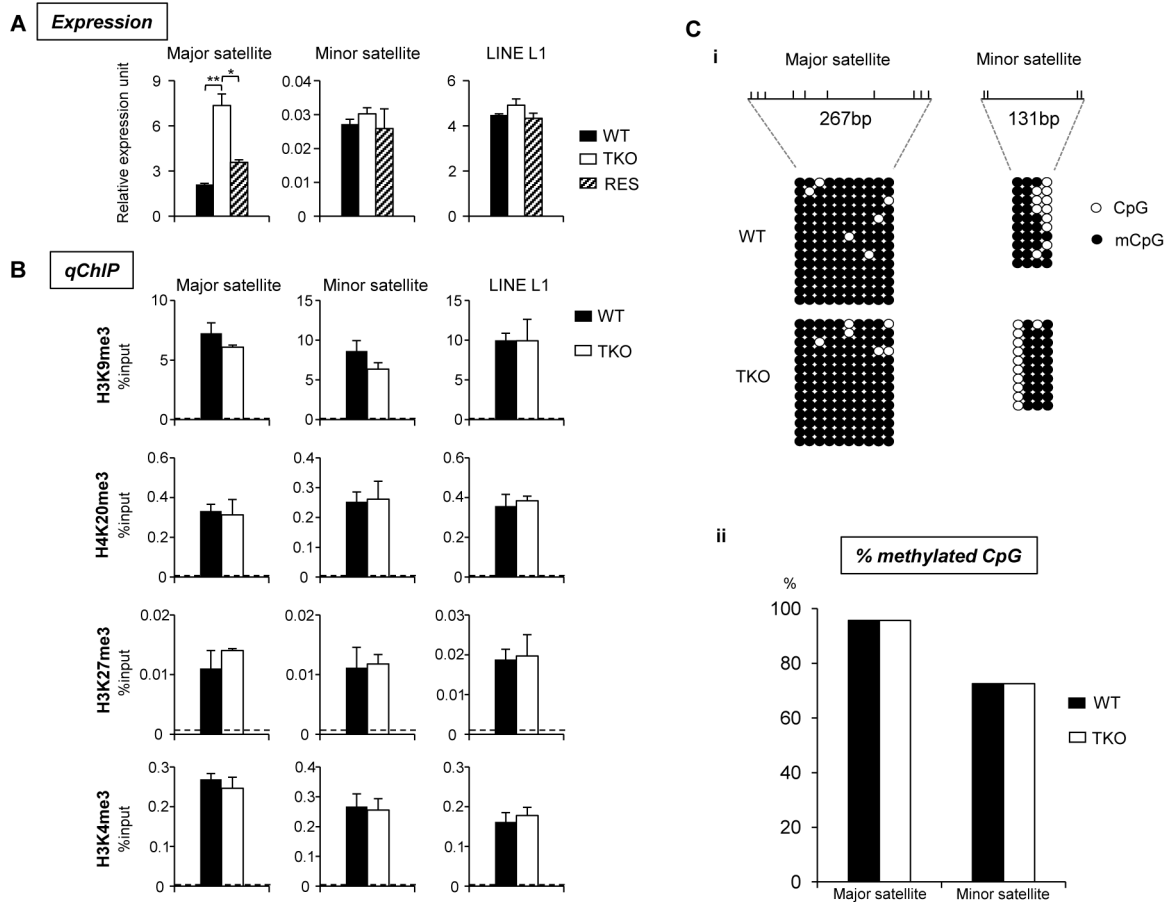 A
Expression
Major satellite
Minor satellite
LINE L1
Relative expression unit
9
6
3
0
**
*
0.04
0.03
0.02
0.01
0
6
4
2
0
WT
TKO
RES
B
qChIP
Major satellite
Minor satellite
LINE L1
WT
TKO
H3K9me3
%input
10
5
0
15
10
5
0
15
10
5
0
H4K20me3
%input
0.6
0.4
0.2
0
0.4
0.3
0.2
0.1
0
0.6
0.4
0.2
0
H3K27me3
%input
0.02
0.01
0
0.02
0.01
0
0.03
0.02
0.01
0
H3K4me3
%input
0.3
0.2
0.1
0
0.4
0.3
0.2
0.1
0
0.3
0.2
0.1
0
C
i
Major satellite
Minor satellite
267bp
131bp
WT
TKO
CpG
mCpG
ii
% methylated CpG
%
100
80
60
40
20
0
Major satellite
Minor satellite
WT
TKO